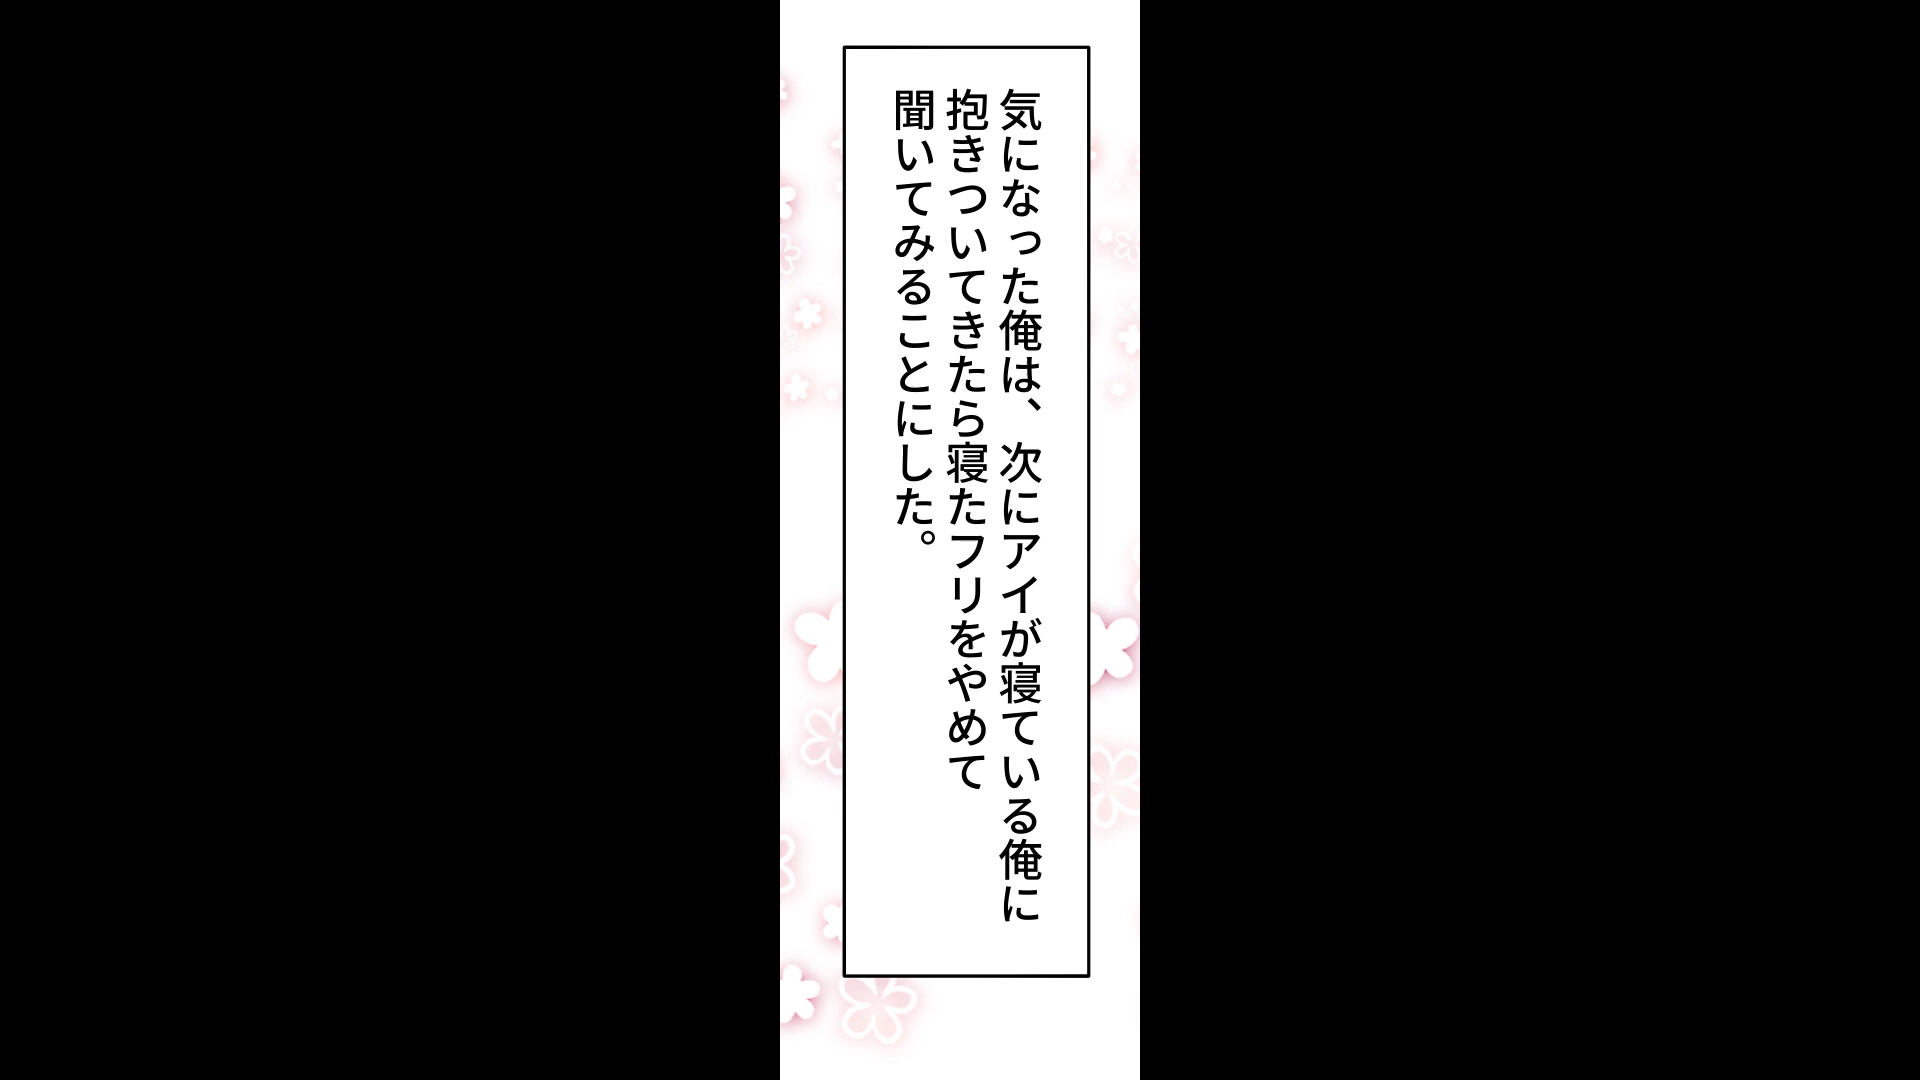 気になった俺は、次にアイが寝ている俺に
抱きついてきたら寝たフリをやめて
聞いてみることにした。